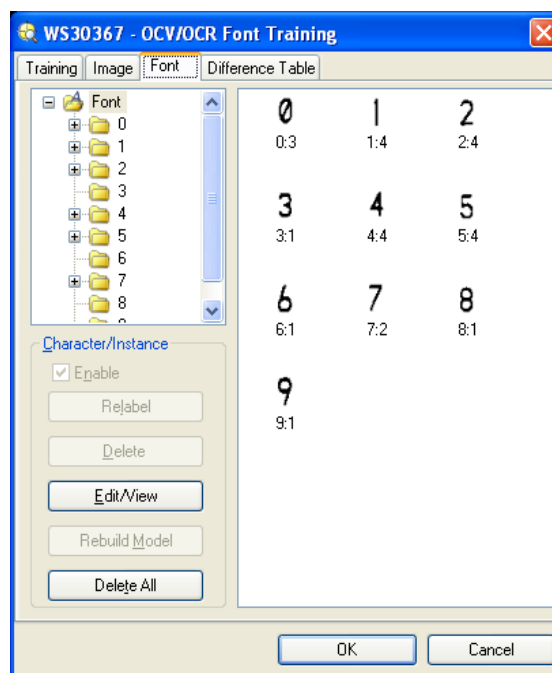 WS30367 - OCV/OCR Font Training
Training Image Font Difference Table
Font
0
1
2
3
4
5
6
7
8
Character/Instance
Enable
Relabel
Delete
Edit/View
Rebuild Model
Delete All
0 1 2
0:3 1:4 2:4
3 4 5
3:1 4:4 5:4
6 7 8
6:1 7:2 8:1
9
9:1
OK Cancel